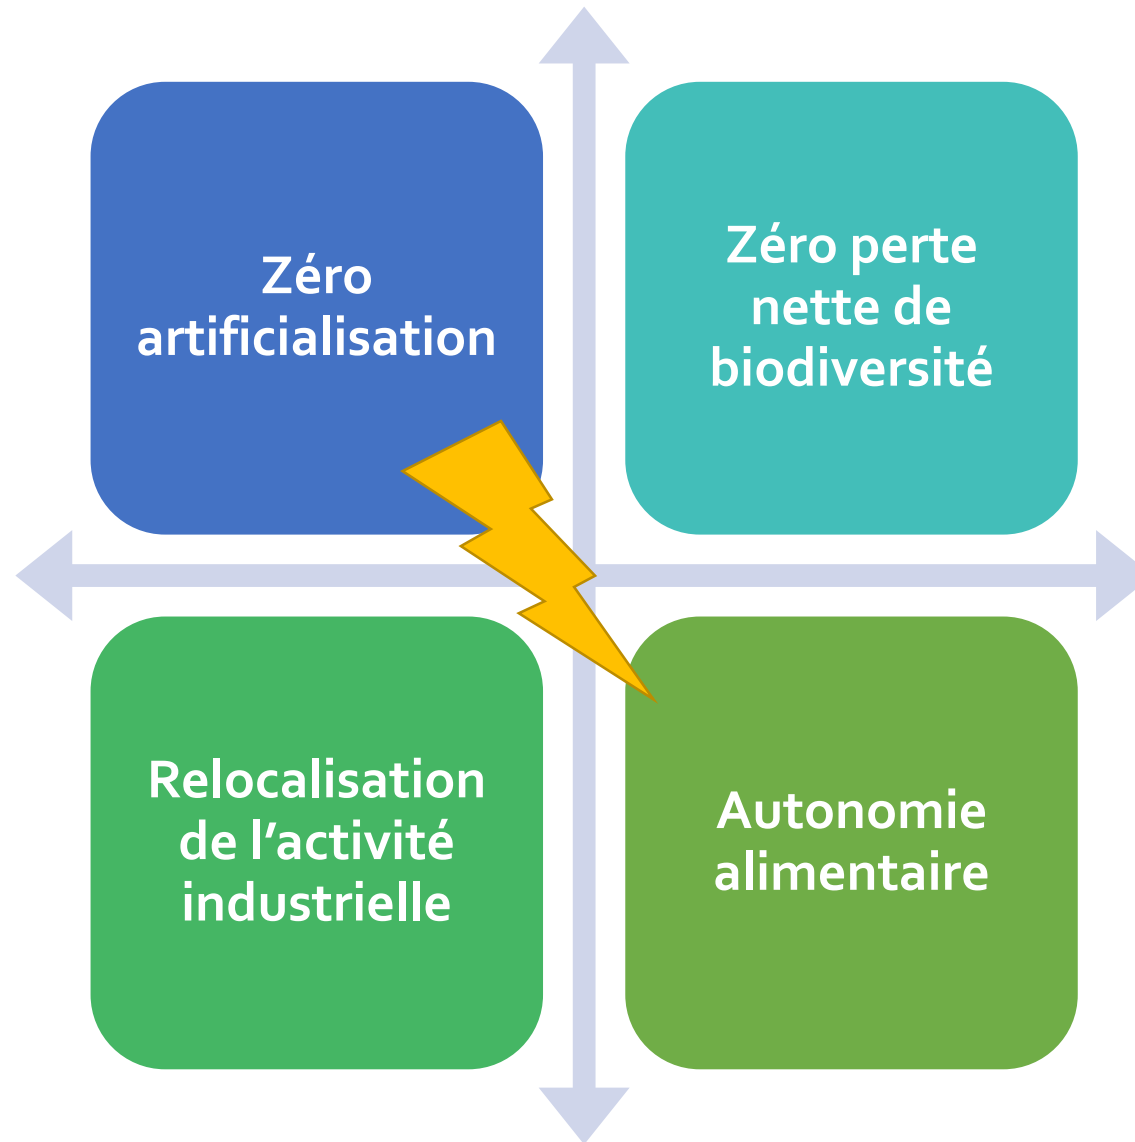 Zéro
artificialisation
Zéro perte
nette de
biodiversité
Relocalisation
de l’activité
industrielle
Autonomie
alimentaire